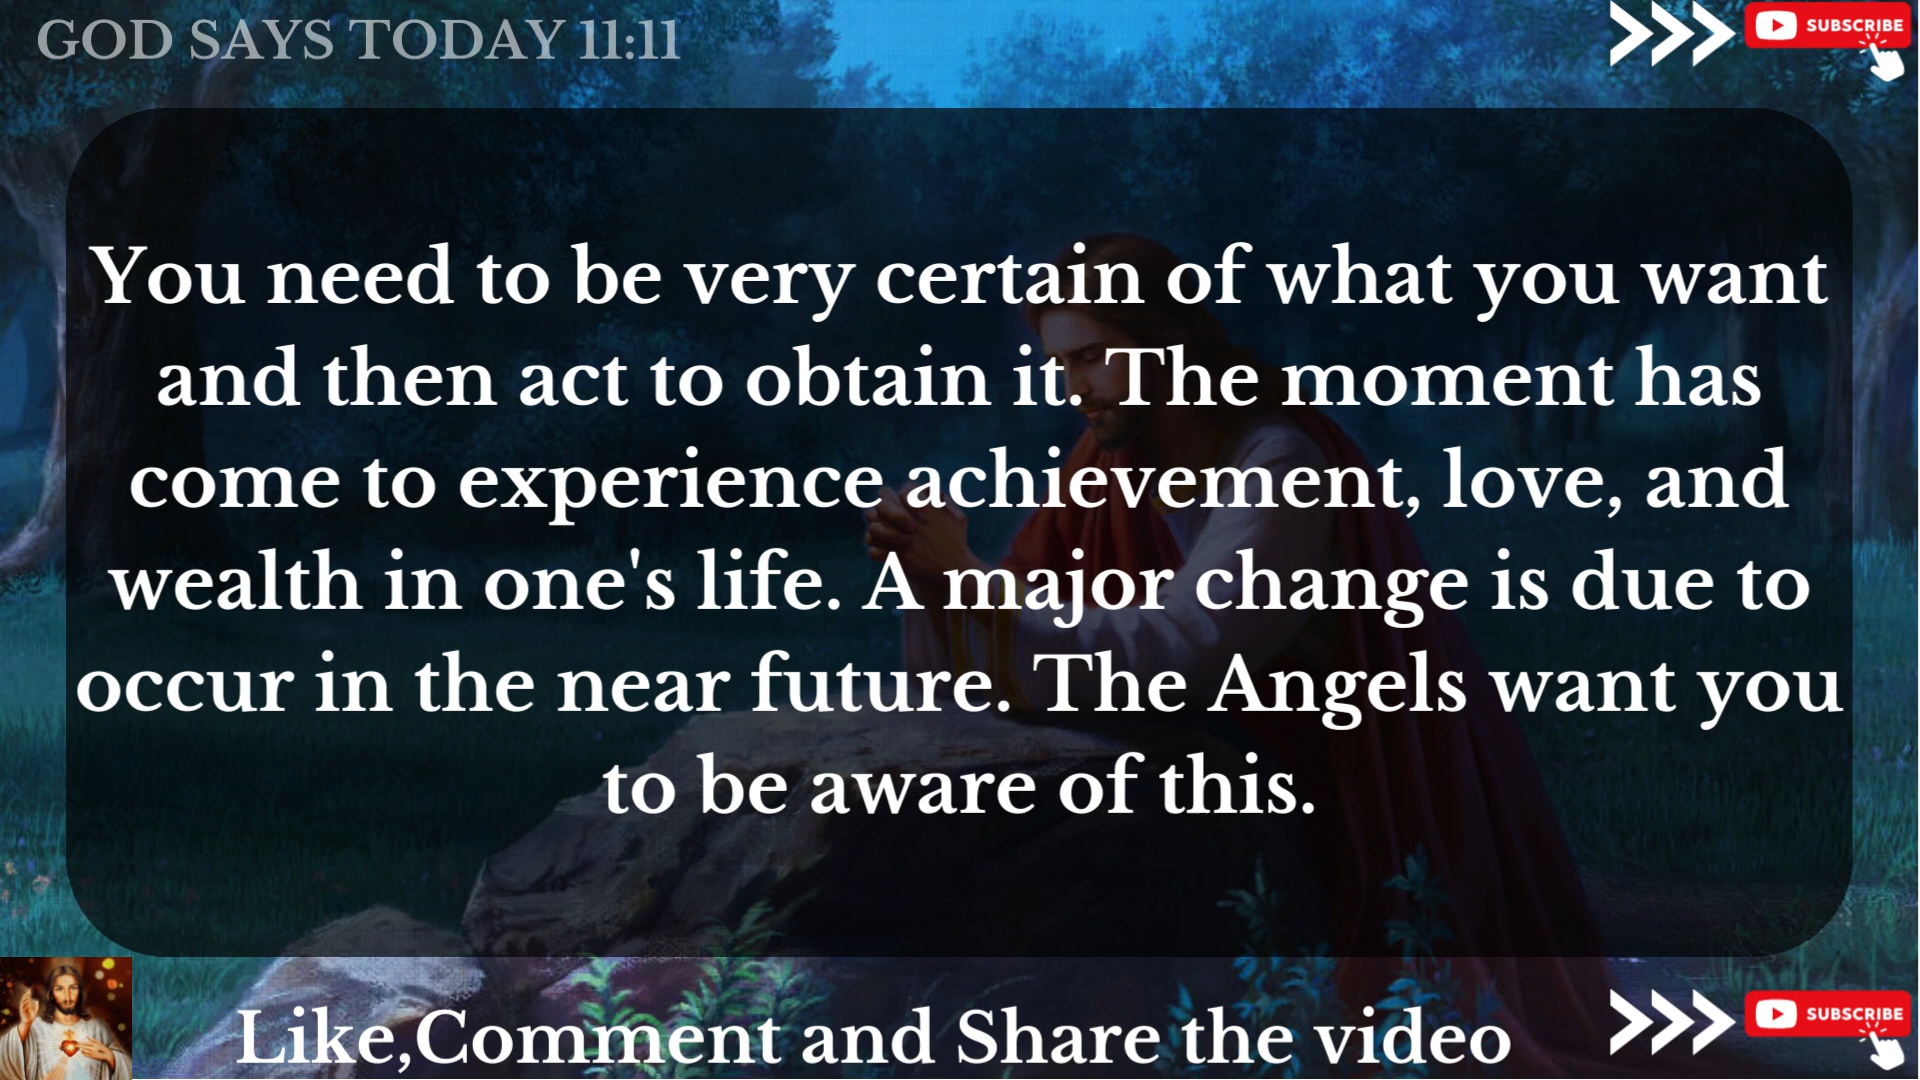 GOD SAYS TODAY 11:11
SUBSCRIBE
You need to be very certain of what you want
and then act to obtain it. The moment has
come to experience achievement, love, and
wealth in one's life. A major change is due to
occur in the near future. The Angels want you
to be aware of this.
Like,Comment and Share the video
SUBSCRIBE